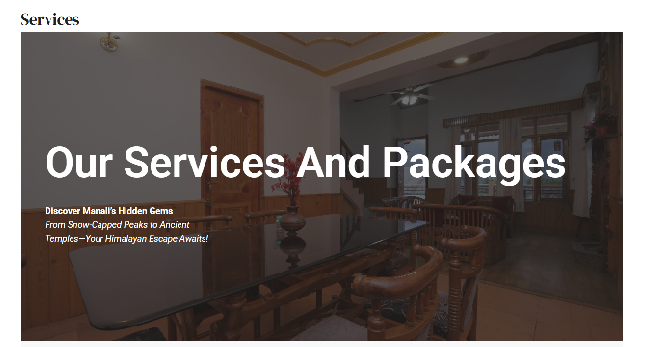 Services
Our Services And Packages
Discover Manali's Hidden Gems
From Snow-Capped Peaks to Ancient
Temples—Your Himalayan Escape Awaits!